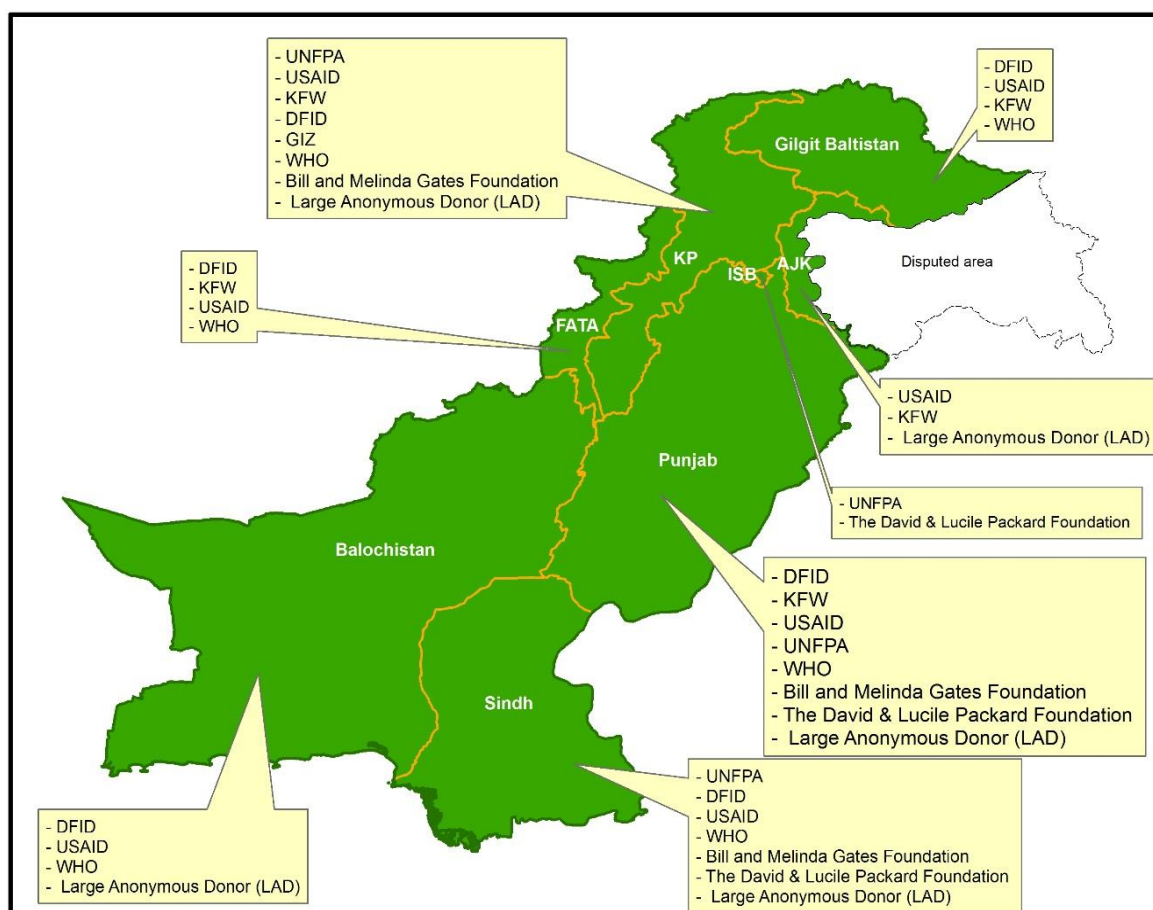 - UNFPA
- USAID
- KFW
- DFID
- GIZ
- WHO
- Bill and Melinda Gates Foundation
- Large Anonymous Donor (LAD)
- DFID
- USAID
- KFW
- WHO
Gilgit Baltistan
- DFID
- KFW
- USAID
- WHO
KP
ISB
AJK
Disputed area
FATA
- USAID
- KFW
- Large Anonymous Donor (LAD)
Punjab
- UNFPA
- The David & Lucile Packard Foundation
Balochistan
- DFID
- KFW
- USAID
- UNFPA
- WHO
- Bill and Melinda Gates Foundation
- The David & Lucile Packard Foundation
- Large Anonymous Donor (LAD)
Sindh
- DFID
- USAID
- WHO
- Large Anonymous Donor (LAD)
- UNFPA
- DFID
- USAID
- WHO
- Bill and Melinda Gates Foundation
- The David & Lucile Packard Foundation
- Large Anonymous Donor (LAD)